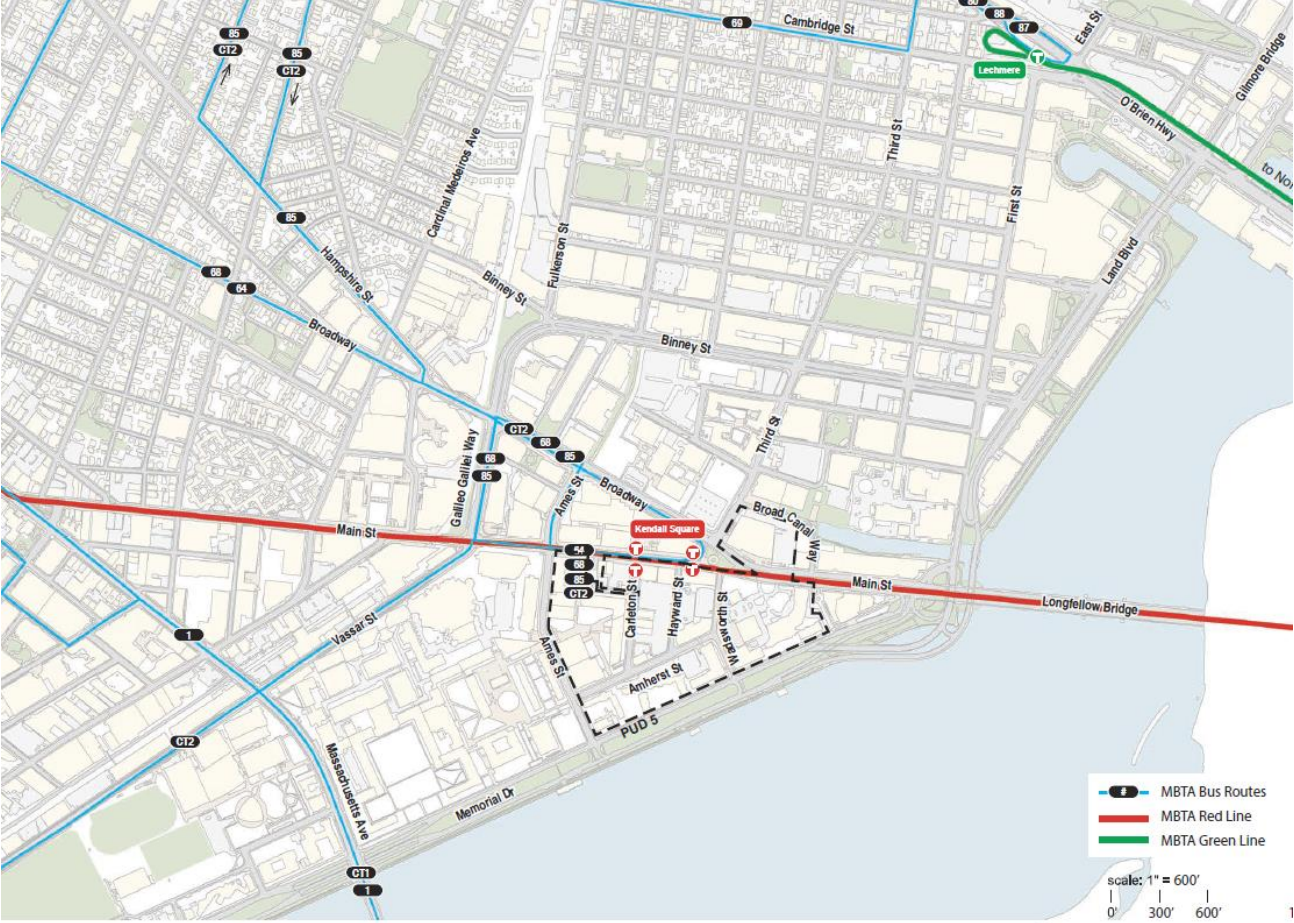 80
88
87
69
Cambridge St
East St
Lechmere
Gilmore Bridge
85
CT2
85
CT2
O'Brien Hwy
to Nor
Third St
First St
Cardinal Medeiros Ave
85
Hampshire St
Fulkerson St
Land Blvd
68
64
Binney St
Broadway
Binney St
CT2
68
85
Third St
Galileo Galilei Way
68
85
Ames St
Broadway
Broad Canal Way
Kendall Square
Main St
64
68
85
CT2
Carleton St
Hayward St
Wadsworth St
Main St
Longfellow Bridge
1
Vassar St
Ames St
Amherst St
PUD 5
CT2
Massachusetts Ave
Memorial Dr
CT1
1
# MBTA Bus Routes
MBTA Red Line
MBTA Green Line
scale: 1" = 600'
0' 300' 600' 1